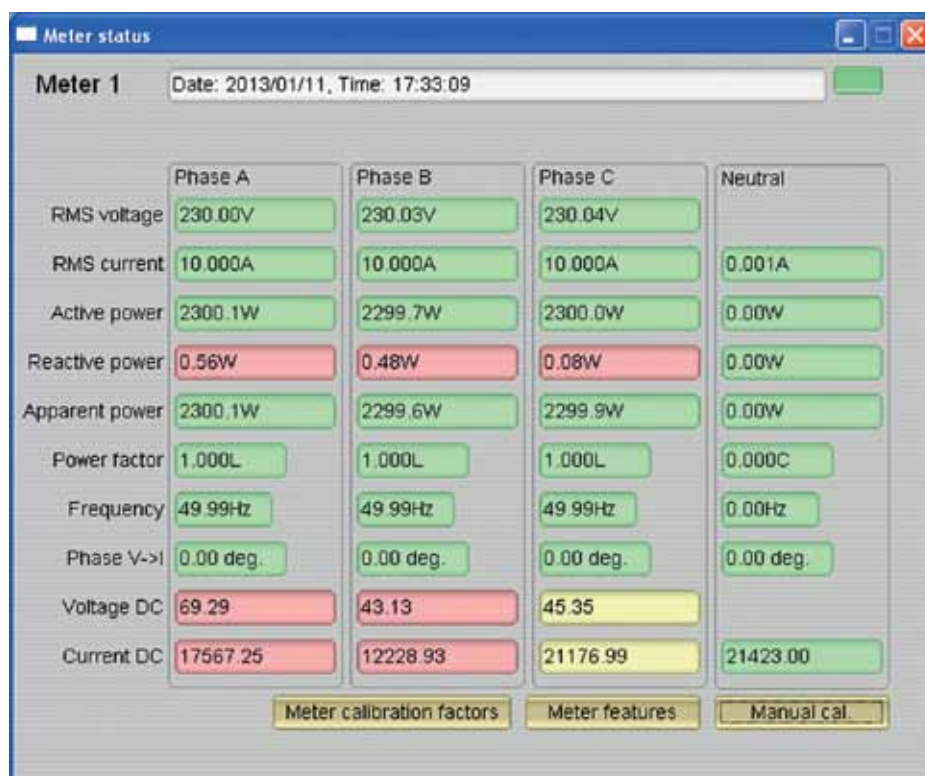 Meter status
Meter 1 Date: 2013/01/11, Time: 17:33:09
Phase A Phase B Phase C Neutral
RMS voltage 230.00V 230.03V 230.04V
RMS current 10.000A 10.000A 10.000A 0.001A
Active power 2300.1W 2299.7W 2300.0W 0.00W
Reactive power 0.56W 0.48W 0.08W 0.00W
Apparent power 2300.1W 2299.6W 2299.9W 0.00W
Power factor 1.000L 1.000L 1.000L 0.000C
Frequency 49.99Hz 49.99Hz 49.99Hz 0.00Hz
Phase V->I 0.00 deg. 0.00 deg. 0.00 deg. 0.00 deg.
Voltage DC 69.29 43.13 45.35
Current DC 17567.25 12228.93 21176.99 21423.00
Meter calibration factors Meter features Manual cal.